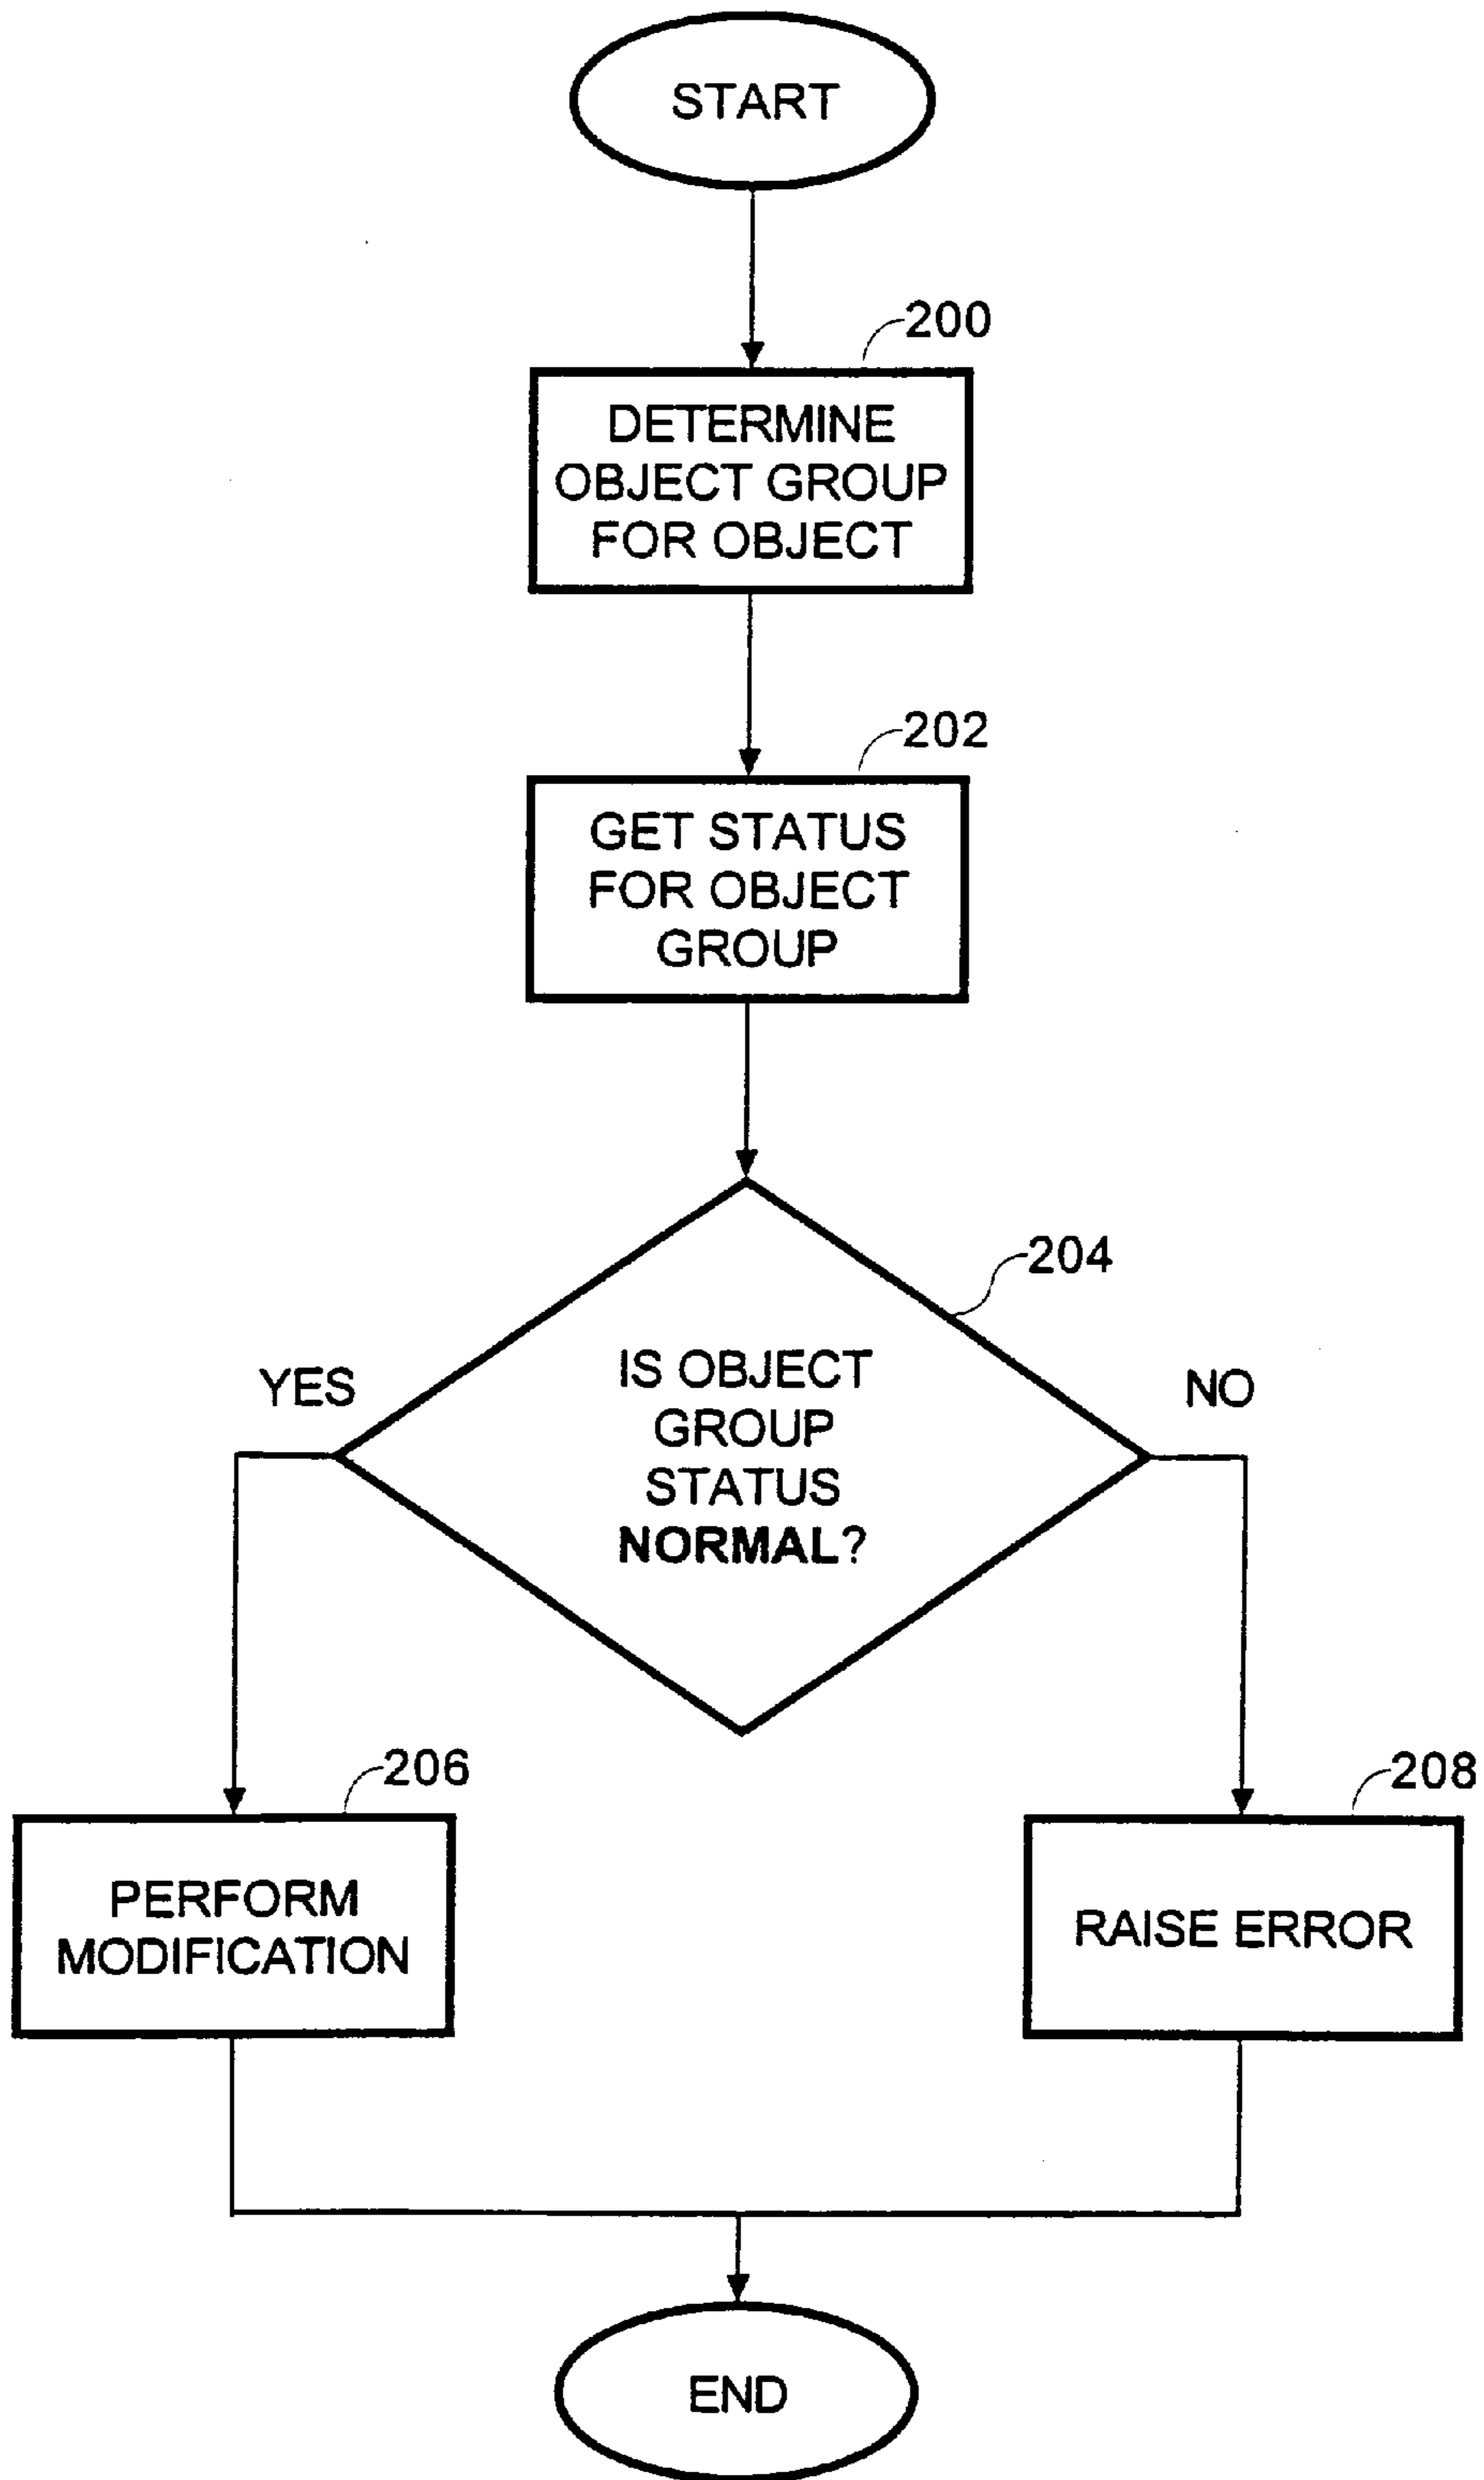 START
200
DETERMINE
OBJECT GROUP
FOR OBJECT
202
GET STATUS
FOR OBJECT
GROUP
204
IS OBJECT
GROUP
STATUS
NORMAL?
YES
NO
206
PERFORM
MODIFICATION
208
RAISE ERROR
END